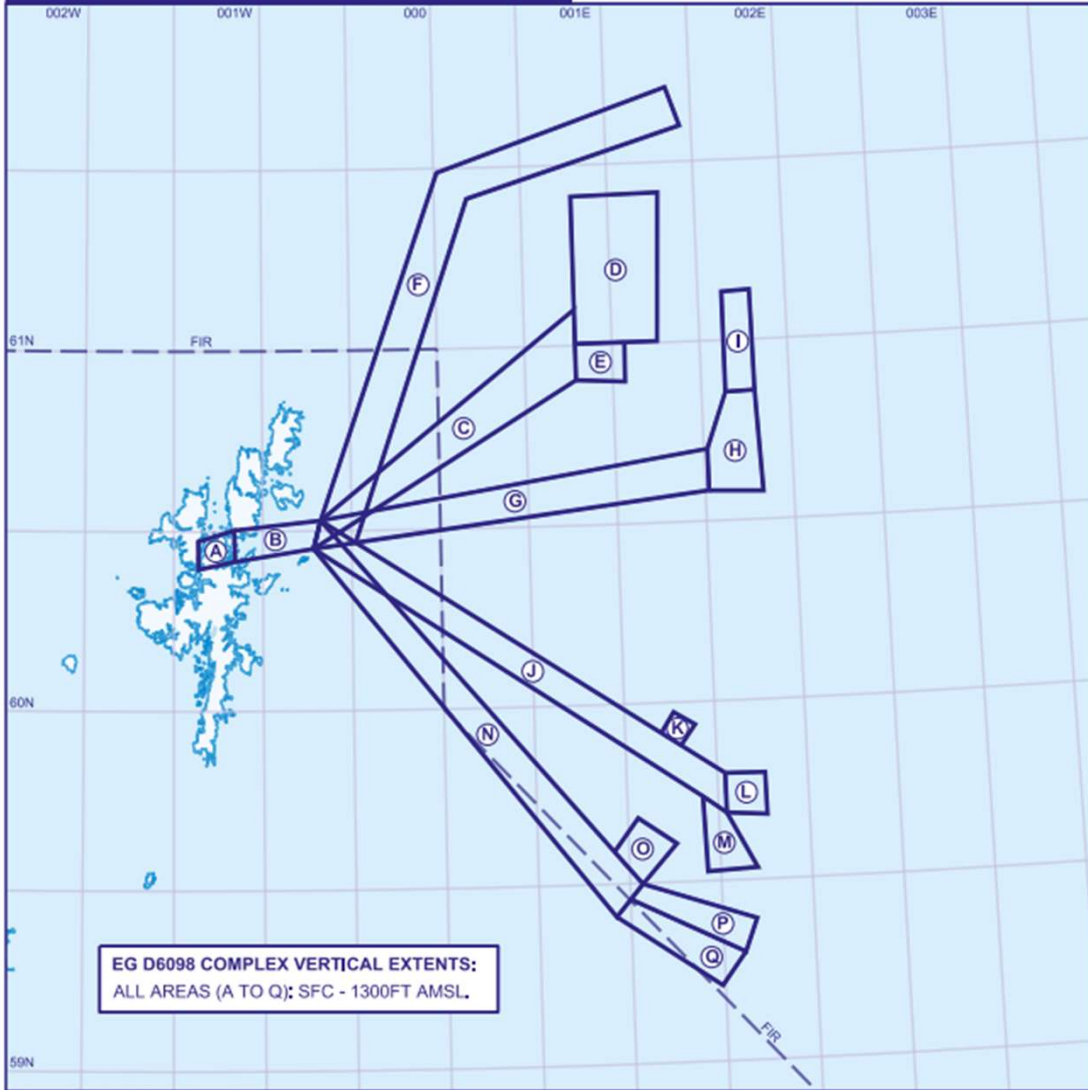 002W 001W 000 001E 002E 003E
F
D
61N FIR
I
E
C
H
G
B
A
J
60N
K
N
L
M
O
P
Q
EG D6098 COMPLEX VERTICAL EXTENTS:
ALL AREAS (A TO Q): SFC - 1300FT AMSL.
FIR
59N